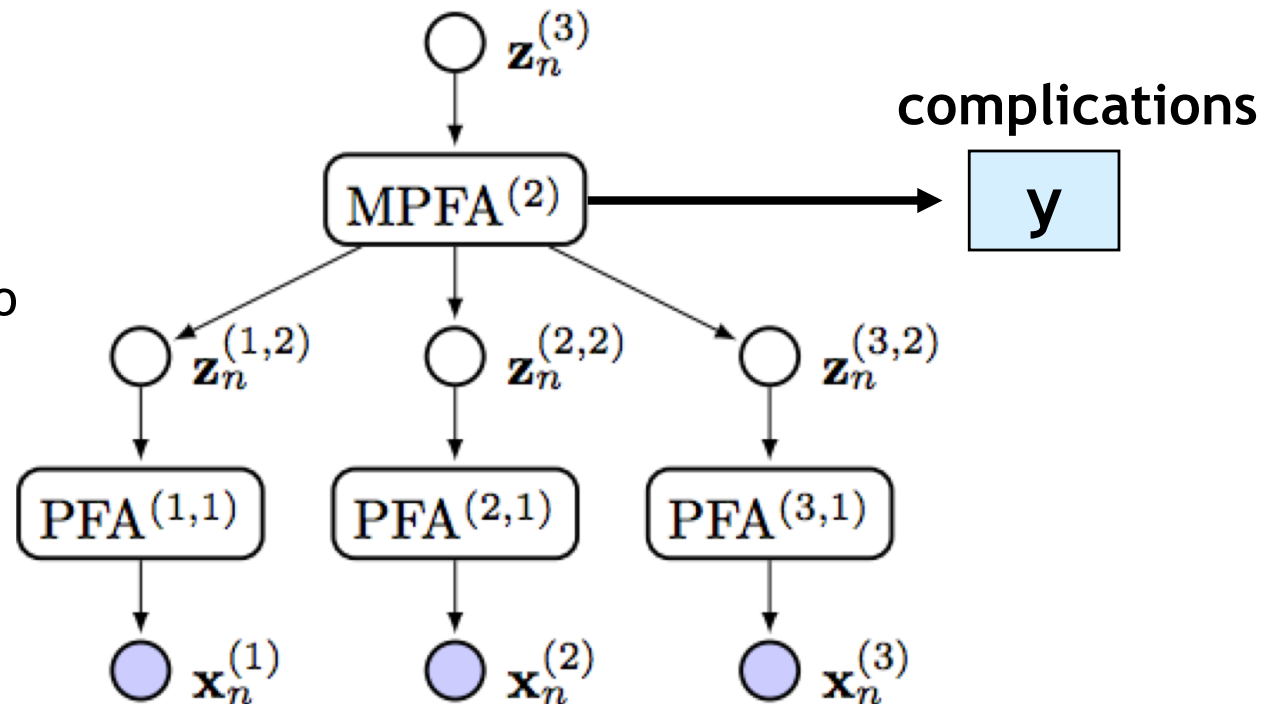 z_n^(3)
complications
MPFA^(2)
y
o
z_n^(1,2)
z_n^(2,2)
z_n^(3,2)
PFA^(1,1)
PFA^(2,1)
PFA^(3,1)
x_n^(1)
x_n^(2)
x_n^(3)